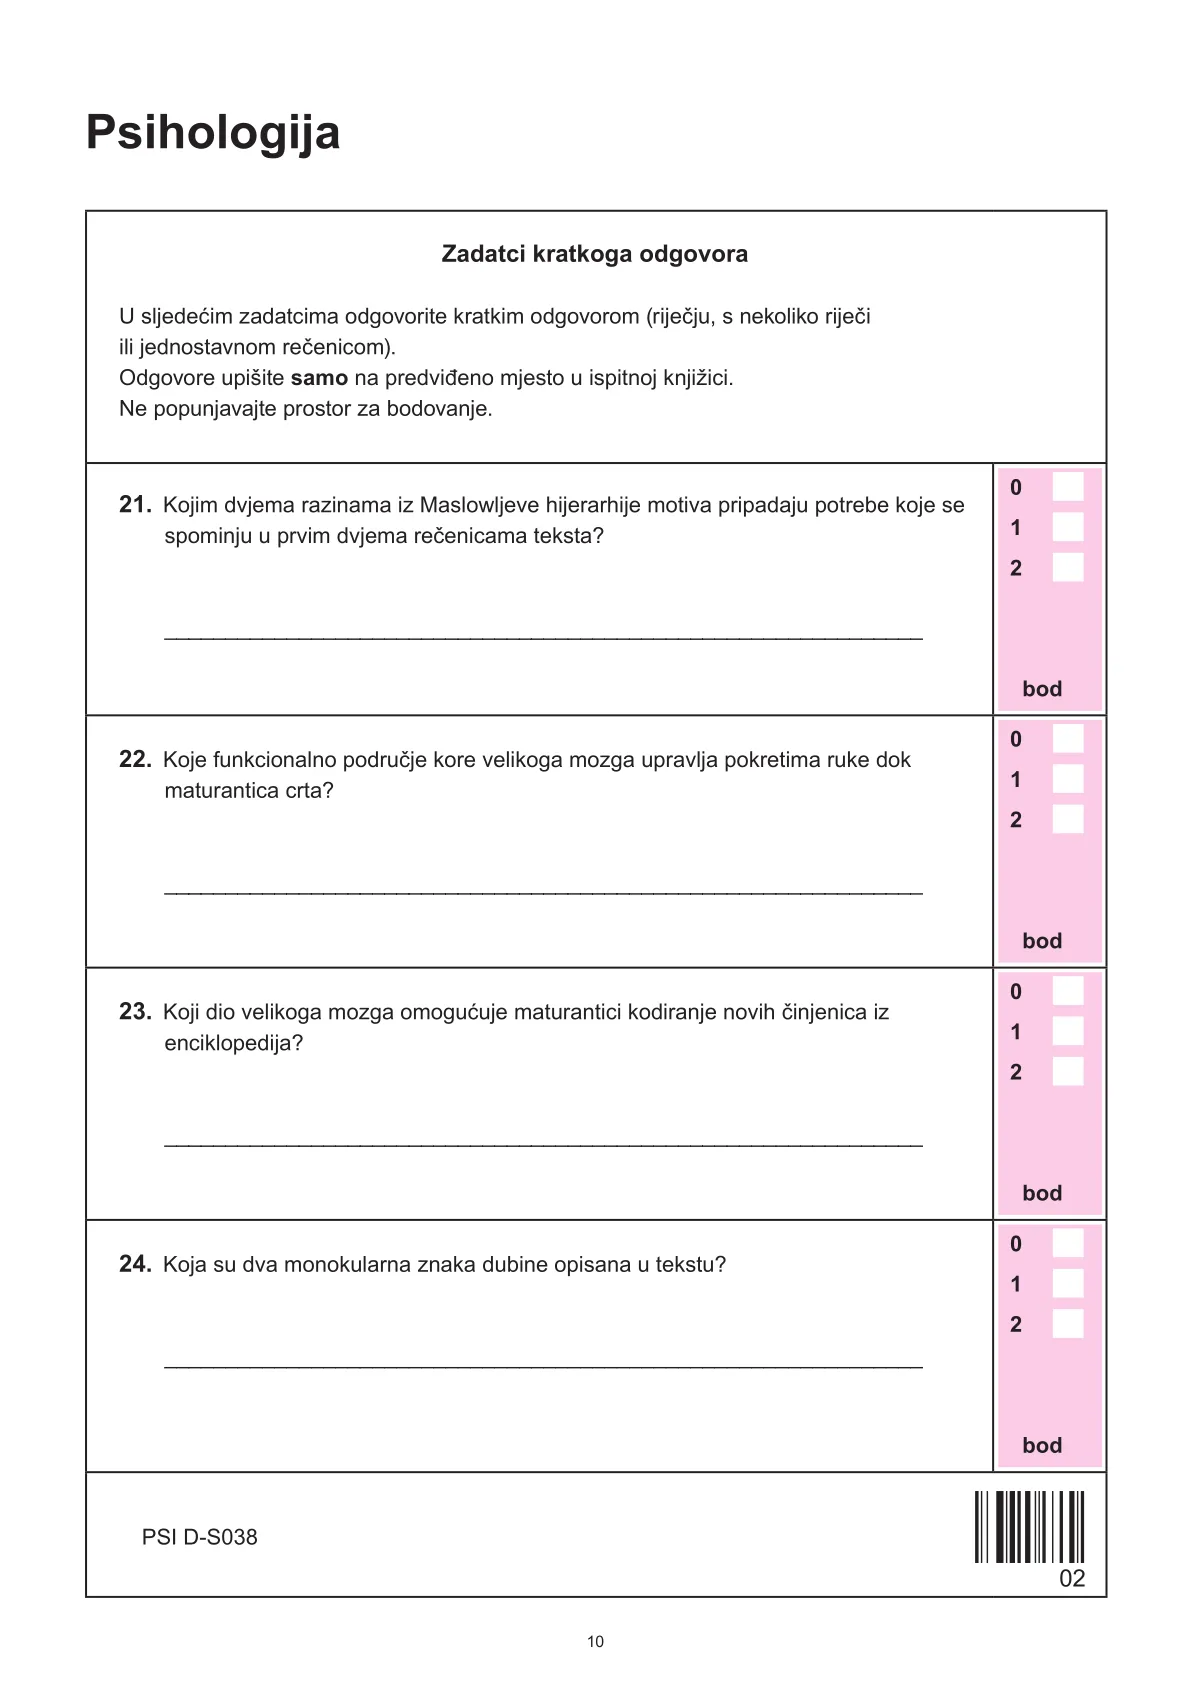 Psihologija
Zadatci kratkoga odgovora
U sljedećim zadatcima odgovorite kratkim odgovorom (riječju, s nekoliko riječi
ili jednostavnom rečenicom).
Odgovore upišite samo na predviđeno mjesto u ispitnoj knjižici.
Ne popunjavajte prostor za bodovanje.
21. Kojim dvjema razinama iz Maslowljeve hijerarhije motiva pripadaju potrebe koje se
spominju u prvim dvjema rečenicama teksta?
0
1
2
bod
22. Koje funkcionalno područje kore velikoga mozga upravlja pokretima ruke dok
maturantica crta?
0
1
2
bod
23. Koji dio velikoga mozga omogućuje maturantici kodiranje novih činjenica iz
enciklopedija?
0
1
2
bod
24. Koja su dva monokularna znaka dubine opisana u tekstu?
0
1
2
bod
PSI D-S038
02
10